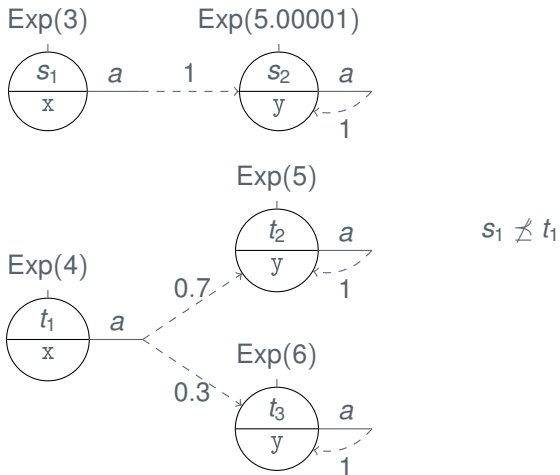 Exp(3) Exp(5.00001)
s₁ a 1 s₂ a
x y 1
Exp(5)
t₂ a
s₁ ⋠ t₁
y 1
Exp(4)
0.7
t₁ a
x
Exp(6)
0.3
t₃ a
y 1